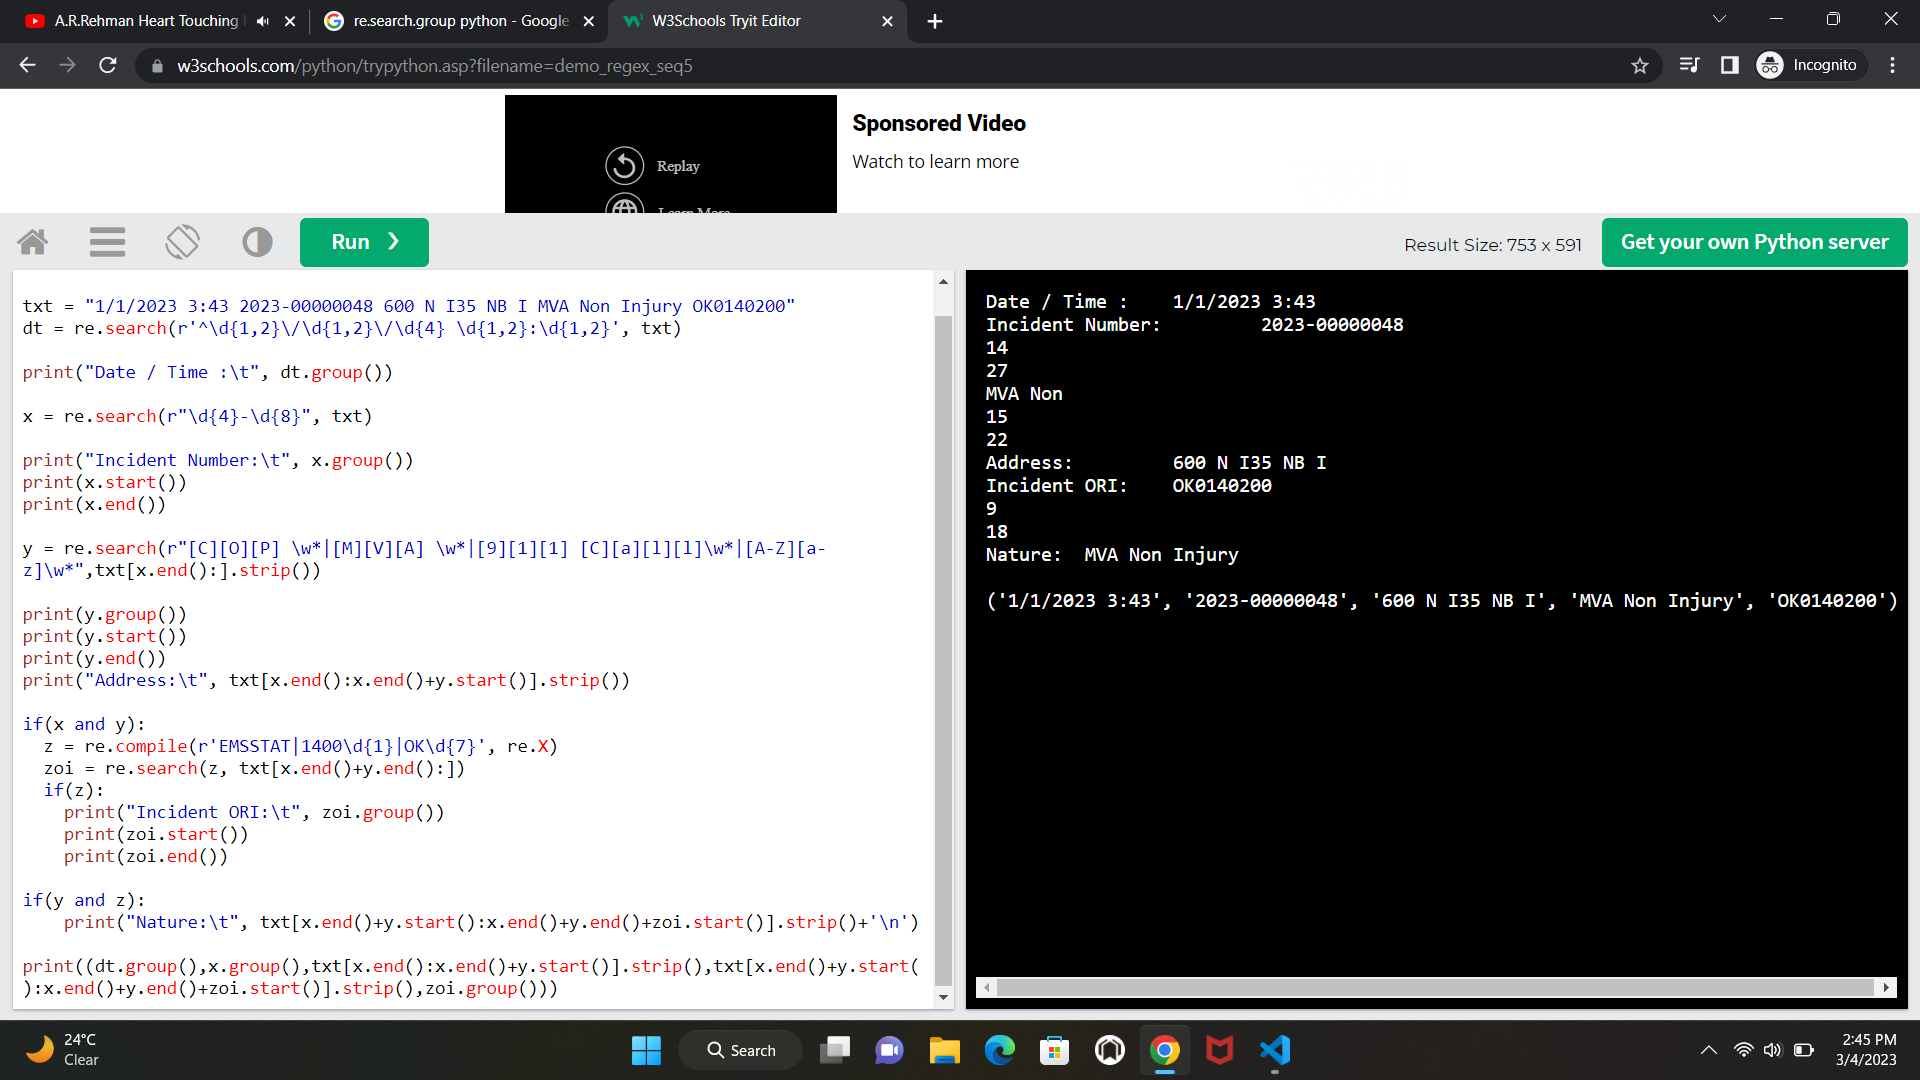 A.R.Rehman Heart Touching
re.search.group python - Google
W3Schools Tryit Editor
w3schools.com/python/trypython.asp?filename=demo_regex_seq5
Incognito
Sponsored Video
Watch to learn more
Replay
Learn More
Run ❯
Result Size: 753 x 591
Get your own Python server
txt = "1/1/2023 3:43 2023-00000048 600 N I35 NB I MVA Non Injury OK0140200"
dt = re.search(r'^\d{1,2}\/\d{1,2}\/\d{4} \d{1,2}:\d{1,2}', txt)
print("Date / Time :\t", dt.group())
x = re.search(r"\d{4}-\d{8}", txt)
print("Incident Number:\t", x.group())
print(x.start())
print(x.end())
y = re.search(r"[C][O][P] \w*|[M][V][A] \w*|[9][1][1] [C][a][l][l]\w*|[A-Z][a-
z]\w*",txt[x.end():].strip())
print(y.group())
print(y.start())
print(y.end())
print("Address:\t", txt[x.end():x.end()+y.start()].strip())
if(x and y):
  z = re.compile(r'EMSSTAT|1400\d{1}|OK\d{7}', re.X)
  zoi = re.search(z, txt[x.end()+y.end():])
  if(z):
    print("Incident ORI:\t", zoi.group())
    print(zoi.start())
    print(zoi.end())
if(y and z):
    print("Nature:\t", txt[x.end()+y.start():x.end()+y.end()+zoi.start()].strip()+'\n')
print((dt.group(),x.group(),txt[x.end():x.end()+y.start()].strip(),txt[x.end()+y.start(
):x.end()+y.end()+zoi.start()].strip(),zoi.group()))
Date / Time :    1/1/2023 3:43
Incident Number:         2023-00000048
14
27
MVA Non
15
22
Address:         600 N I35 NB I
Incident ORI:    OK0140200
9
18
Nature:  MVA Non Injury
('1/1/2023 3:43', '2023-00000048', '600 N I35 NB I', 'MVA Non Injury', 'OK0140200')
24°C
Clear
Search
2:45 PM
3/4/2023